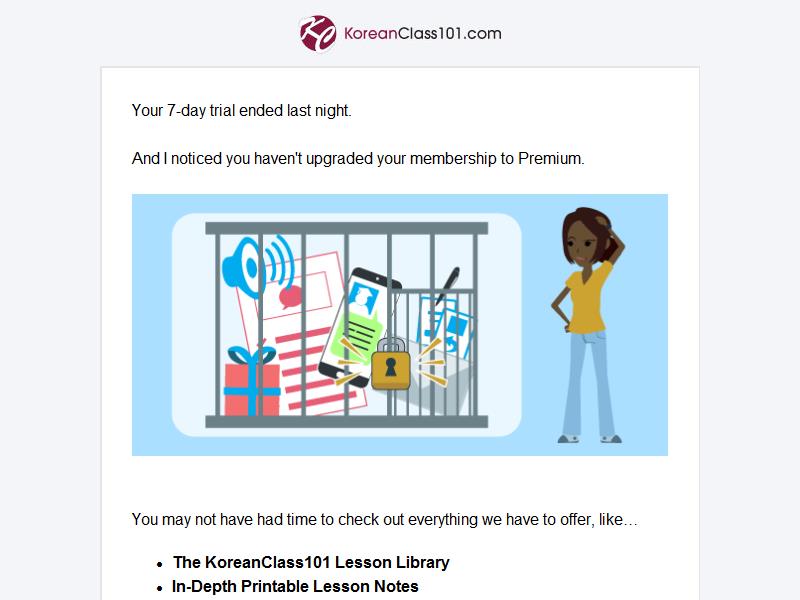 KoreanClass101.com
Your 7-day trial ended last night.
And I noticed you haven't upgraded your membership to Premium.
You may not have had time to check out everything we have to offer, like…
• The KoreanClass101 Lesson Library
• In-Depth Printable Lesson Notes